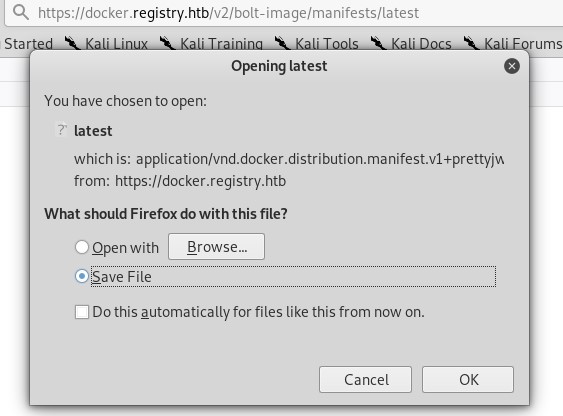 https://docker.registry.htb/v2/bolt-image/manifests/latest
Started Kali Linux Kali Training Kali Tools Kali Docs Kali Forums
Opening latest
You have chosen to open:
latest
which is: application/vnd.docker.distribution.manifest.v1+prettyjw
from: https://docker.registry.htb
What should Firefox do with this file?
Open with Browse...
Save File
Do this automatically for files like this from now on.
Cancel OK